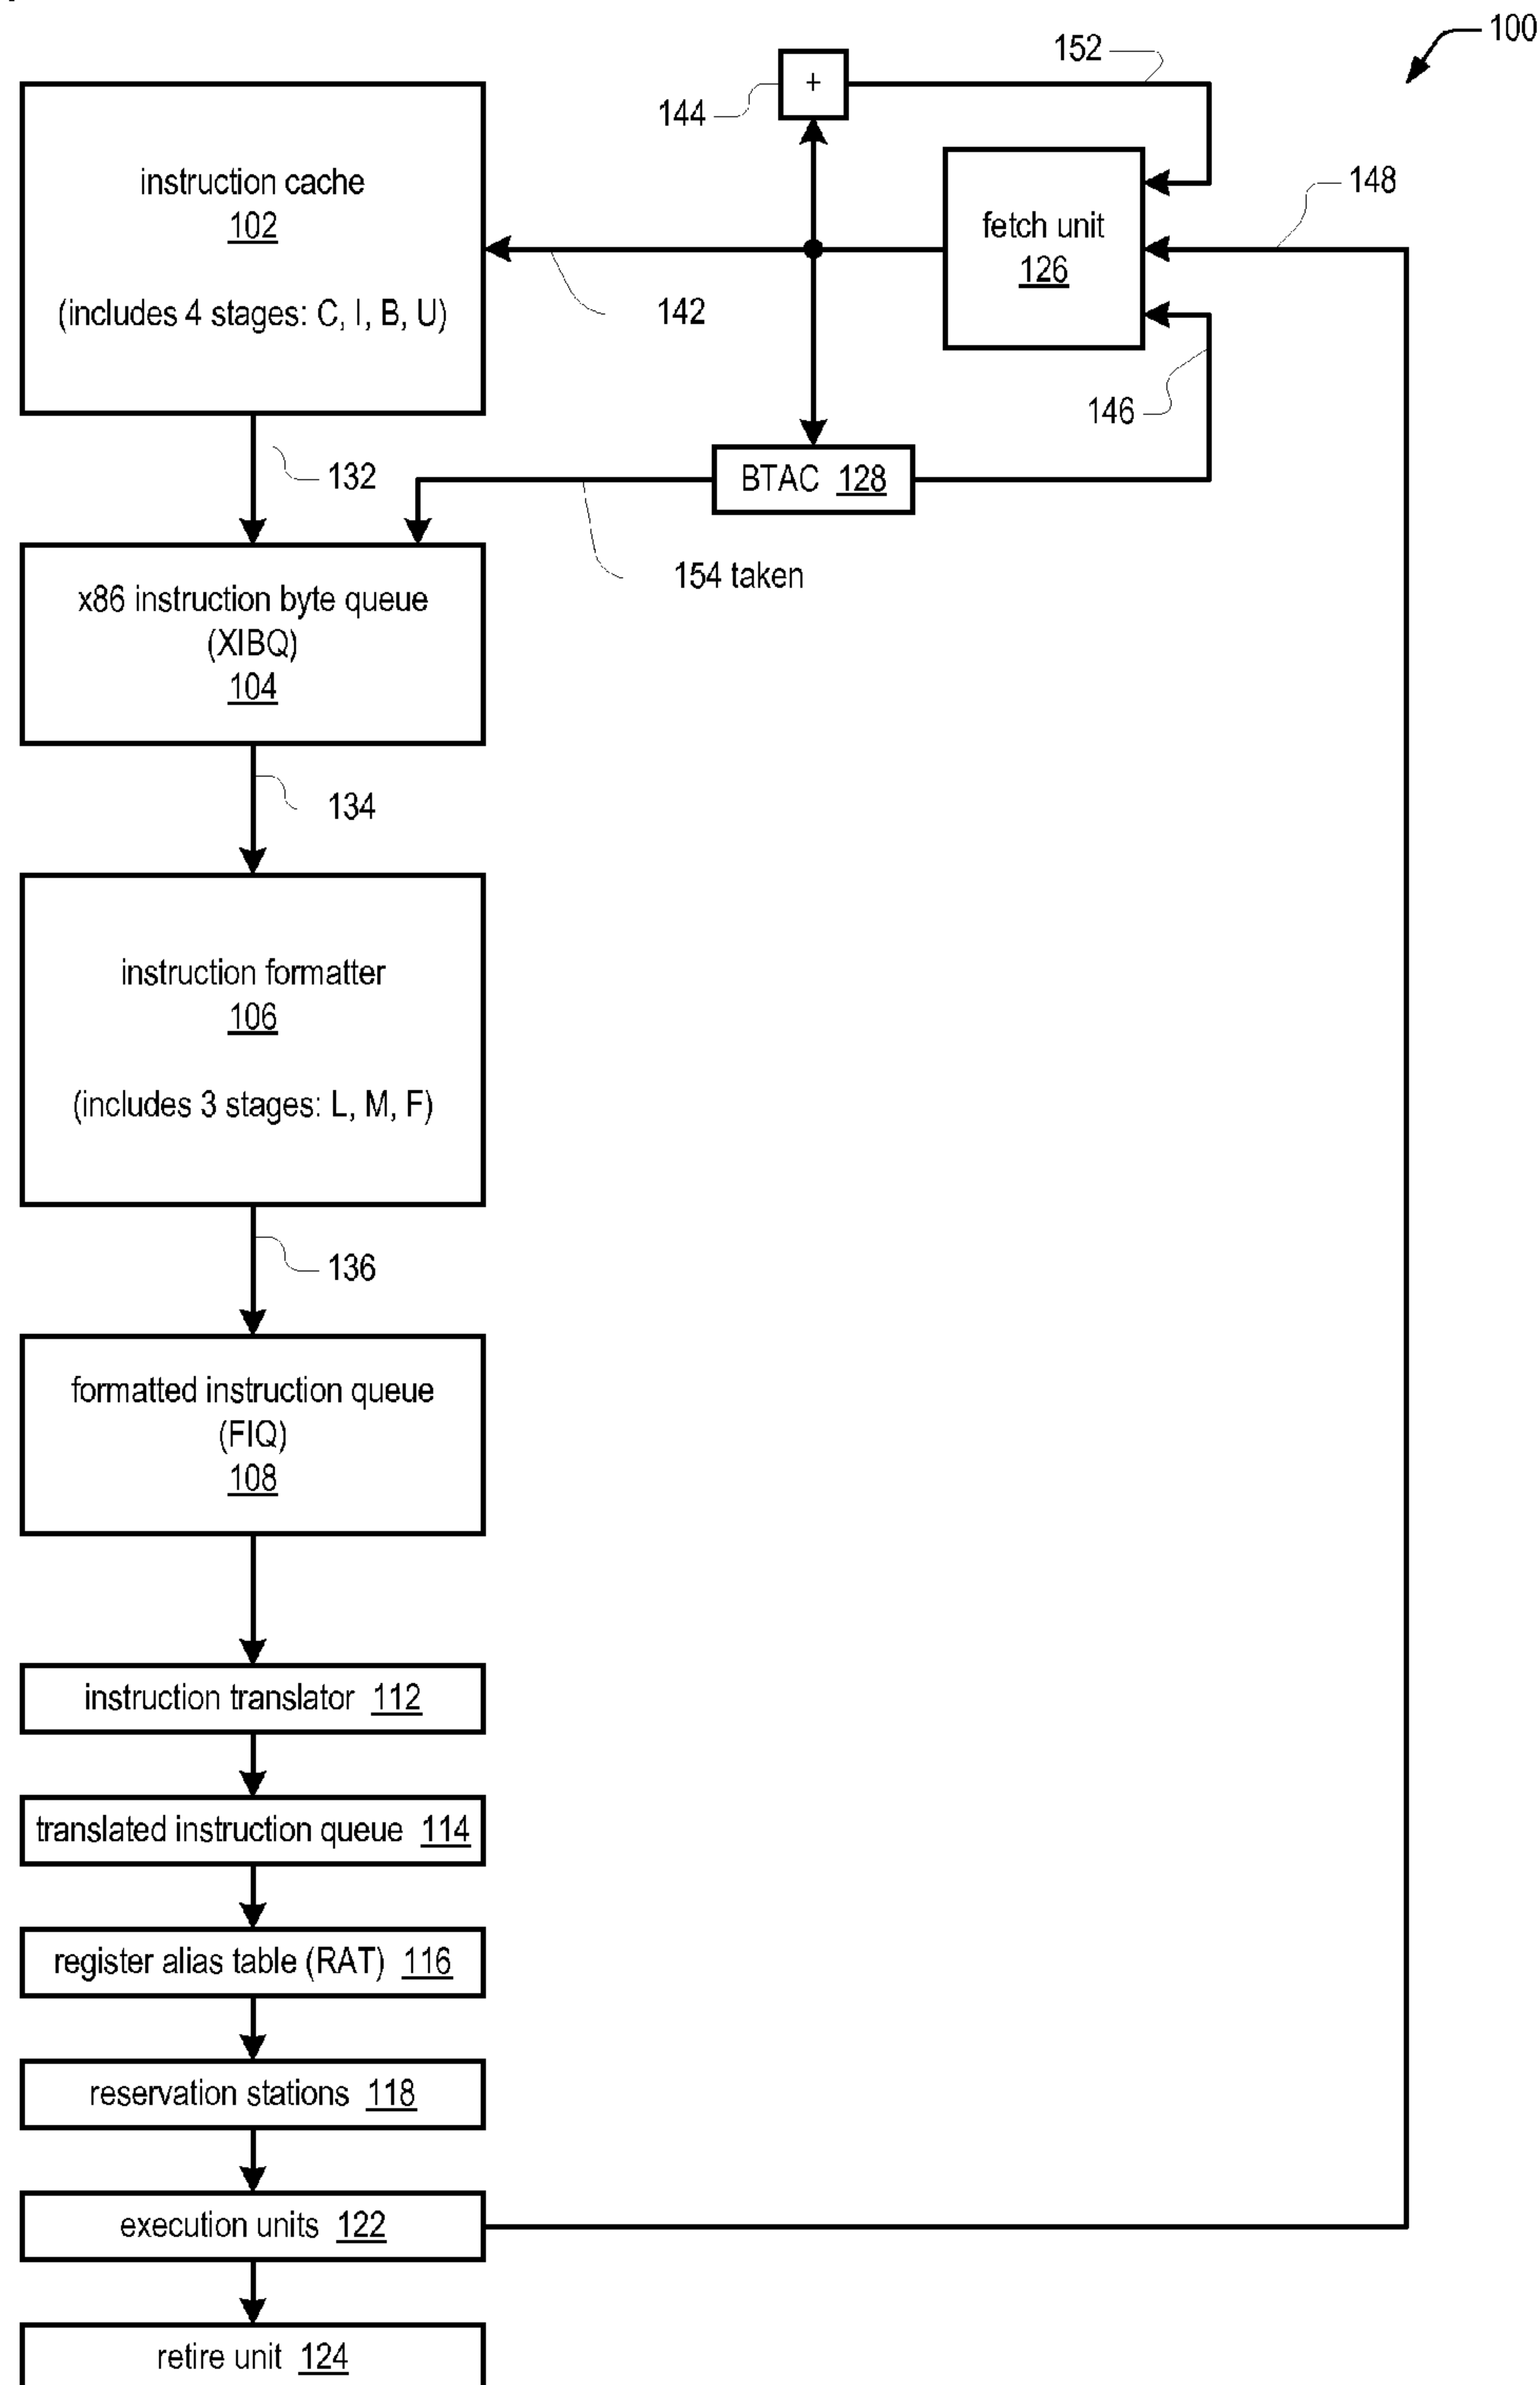 100
152
+
144
instruction cache
102
(includes 4 stages: C, I, B, U)
148
fetch unit
126
142
146
132
BTAC 128
154 taken
x86 instruction byte queue
(XIBQ)
104
134
instruction formatter
106
(includes 3 stages: L, M, F)
136
formatted instruction queue
(FIQ)
108
instruction translator 112
translated instruction queue 114
register alias table (RAT) 116
reservation stations 118
execution units 122
retire unit 124